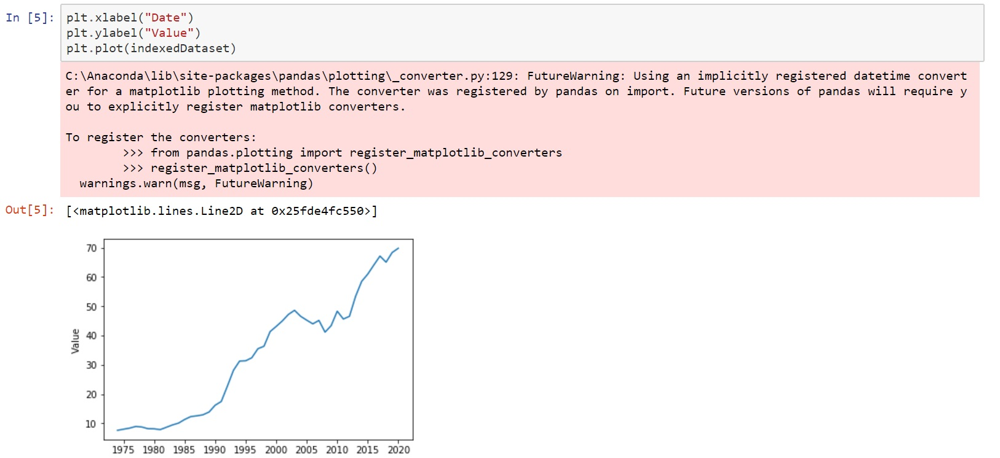 In [5]: plt.xlabel("Date")
plt.ylabel("Value")
plt.plot(indexedDataset)
C:\Anaconda\lib\site-packages\pandas\plotting\_converter.py:129: FutureWarning: Using an implicitly registered datetime convert
er for a matplotlib plotting method. The converter was registered by pandas on import. Future versions of pandas will require y
ou to explicitly register matplotlib converters.
To register the converters:
>>> from pandas.plotting import register_matplotlib_converters
>>> register_matplotlib_converters()
warnings.warn(msg, FutureWarning)
Out[5]: [<matplotlib.lines.Line2D at 0x25fde4fc550>]
70
60
50
40
Value
30
20
10
1975 1980 1985 1990 1995 2000 2005 2010 2015 2020